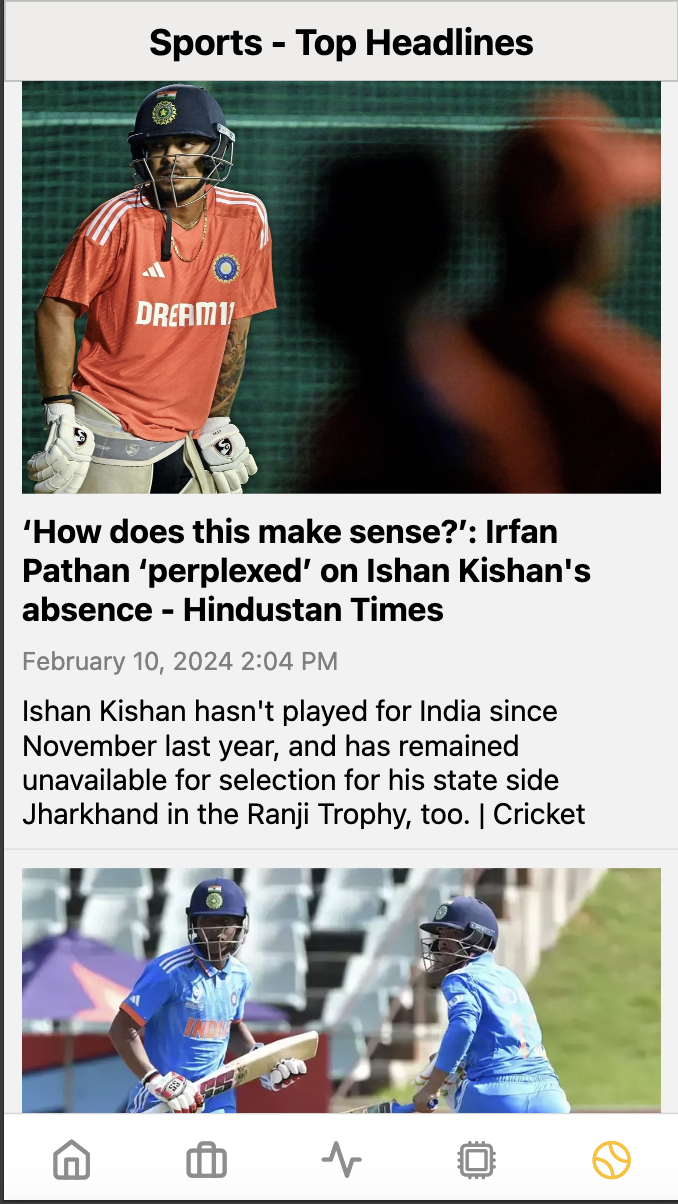 Sports - Top Headlines
DREAM11
‘How does this make sense?’: Irfan
Pathan ‘perplexed’ on Ishan Kishan's
absence - Hindustan Times
February 10, 2024 2:04 PM
Ishan Kishan hasn't played for India since
November last year, and has remained
unavailable for selection for his state side
Jharkhand in the Ranji Trophy, too. | Cricket
INDIA